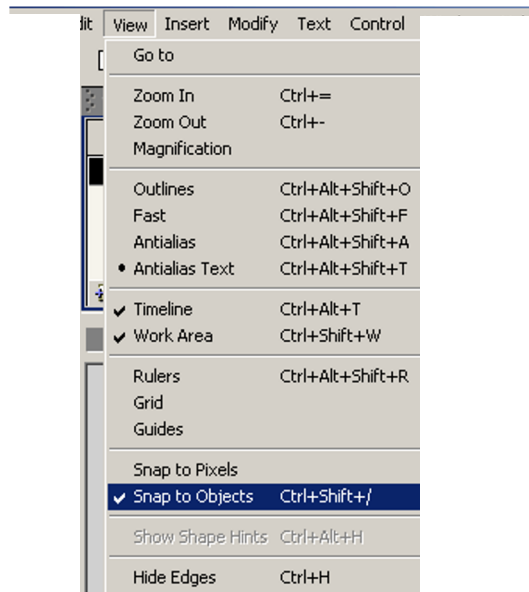 dit View Insert Modify Text Control
Go to
Zoom In Ctrl+=
Zoom Out Ctrl+-
Magnification
Outlines Ctrl+Alt+Shift+O
Fast Ctrl+Alt+Shift+F
Antialias Ctrl+Alt+Shift+A
Antialias Text Ctrl+Alt+Shift+T
Timeline Ctrl+Alt+T
Work Area Ctrl+Shift+W
Rulers Ctrl+Alt+Shift+R
Grid
Guides
Snap to Pixels
Snap to Objects Ctrl+Shift+/
Show Shape Hints Ctrl+Alt+H
Hide Edges Ctrl+H